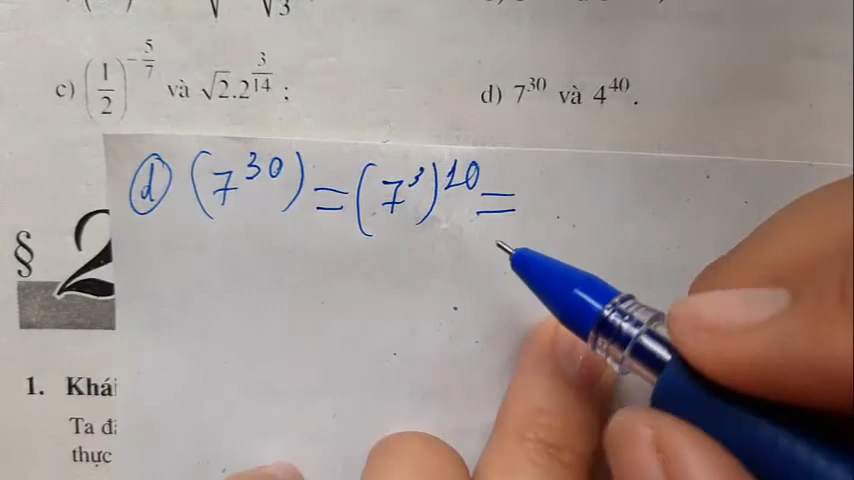 √3
c) (1/2)^{-5/7} và √2.2^{3/14} ;
d) 7^{30} và 4^{40}.
d (7^{30}) = (7^3)^{10} =
§ 2
1. Khái
Ta đ
thực